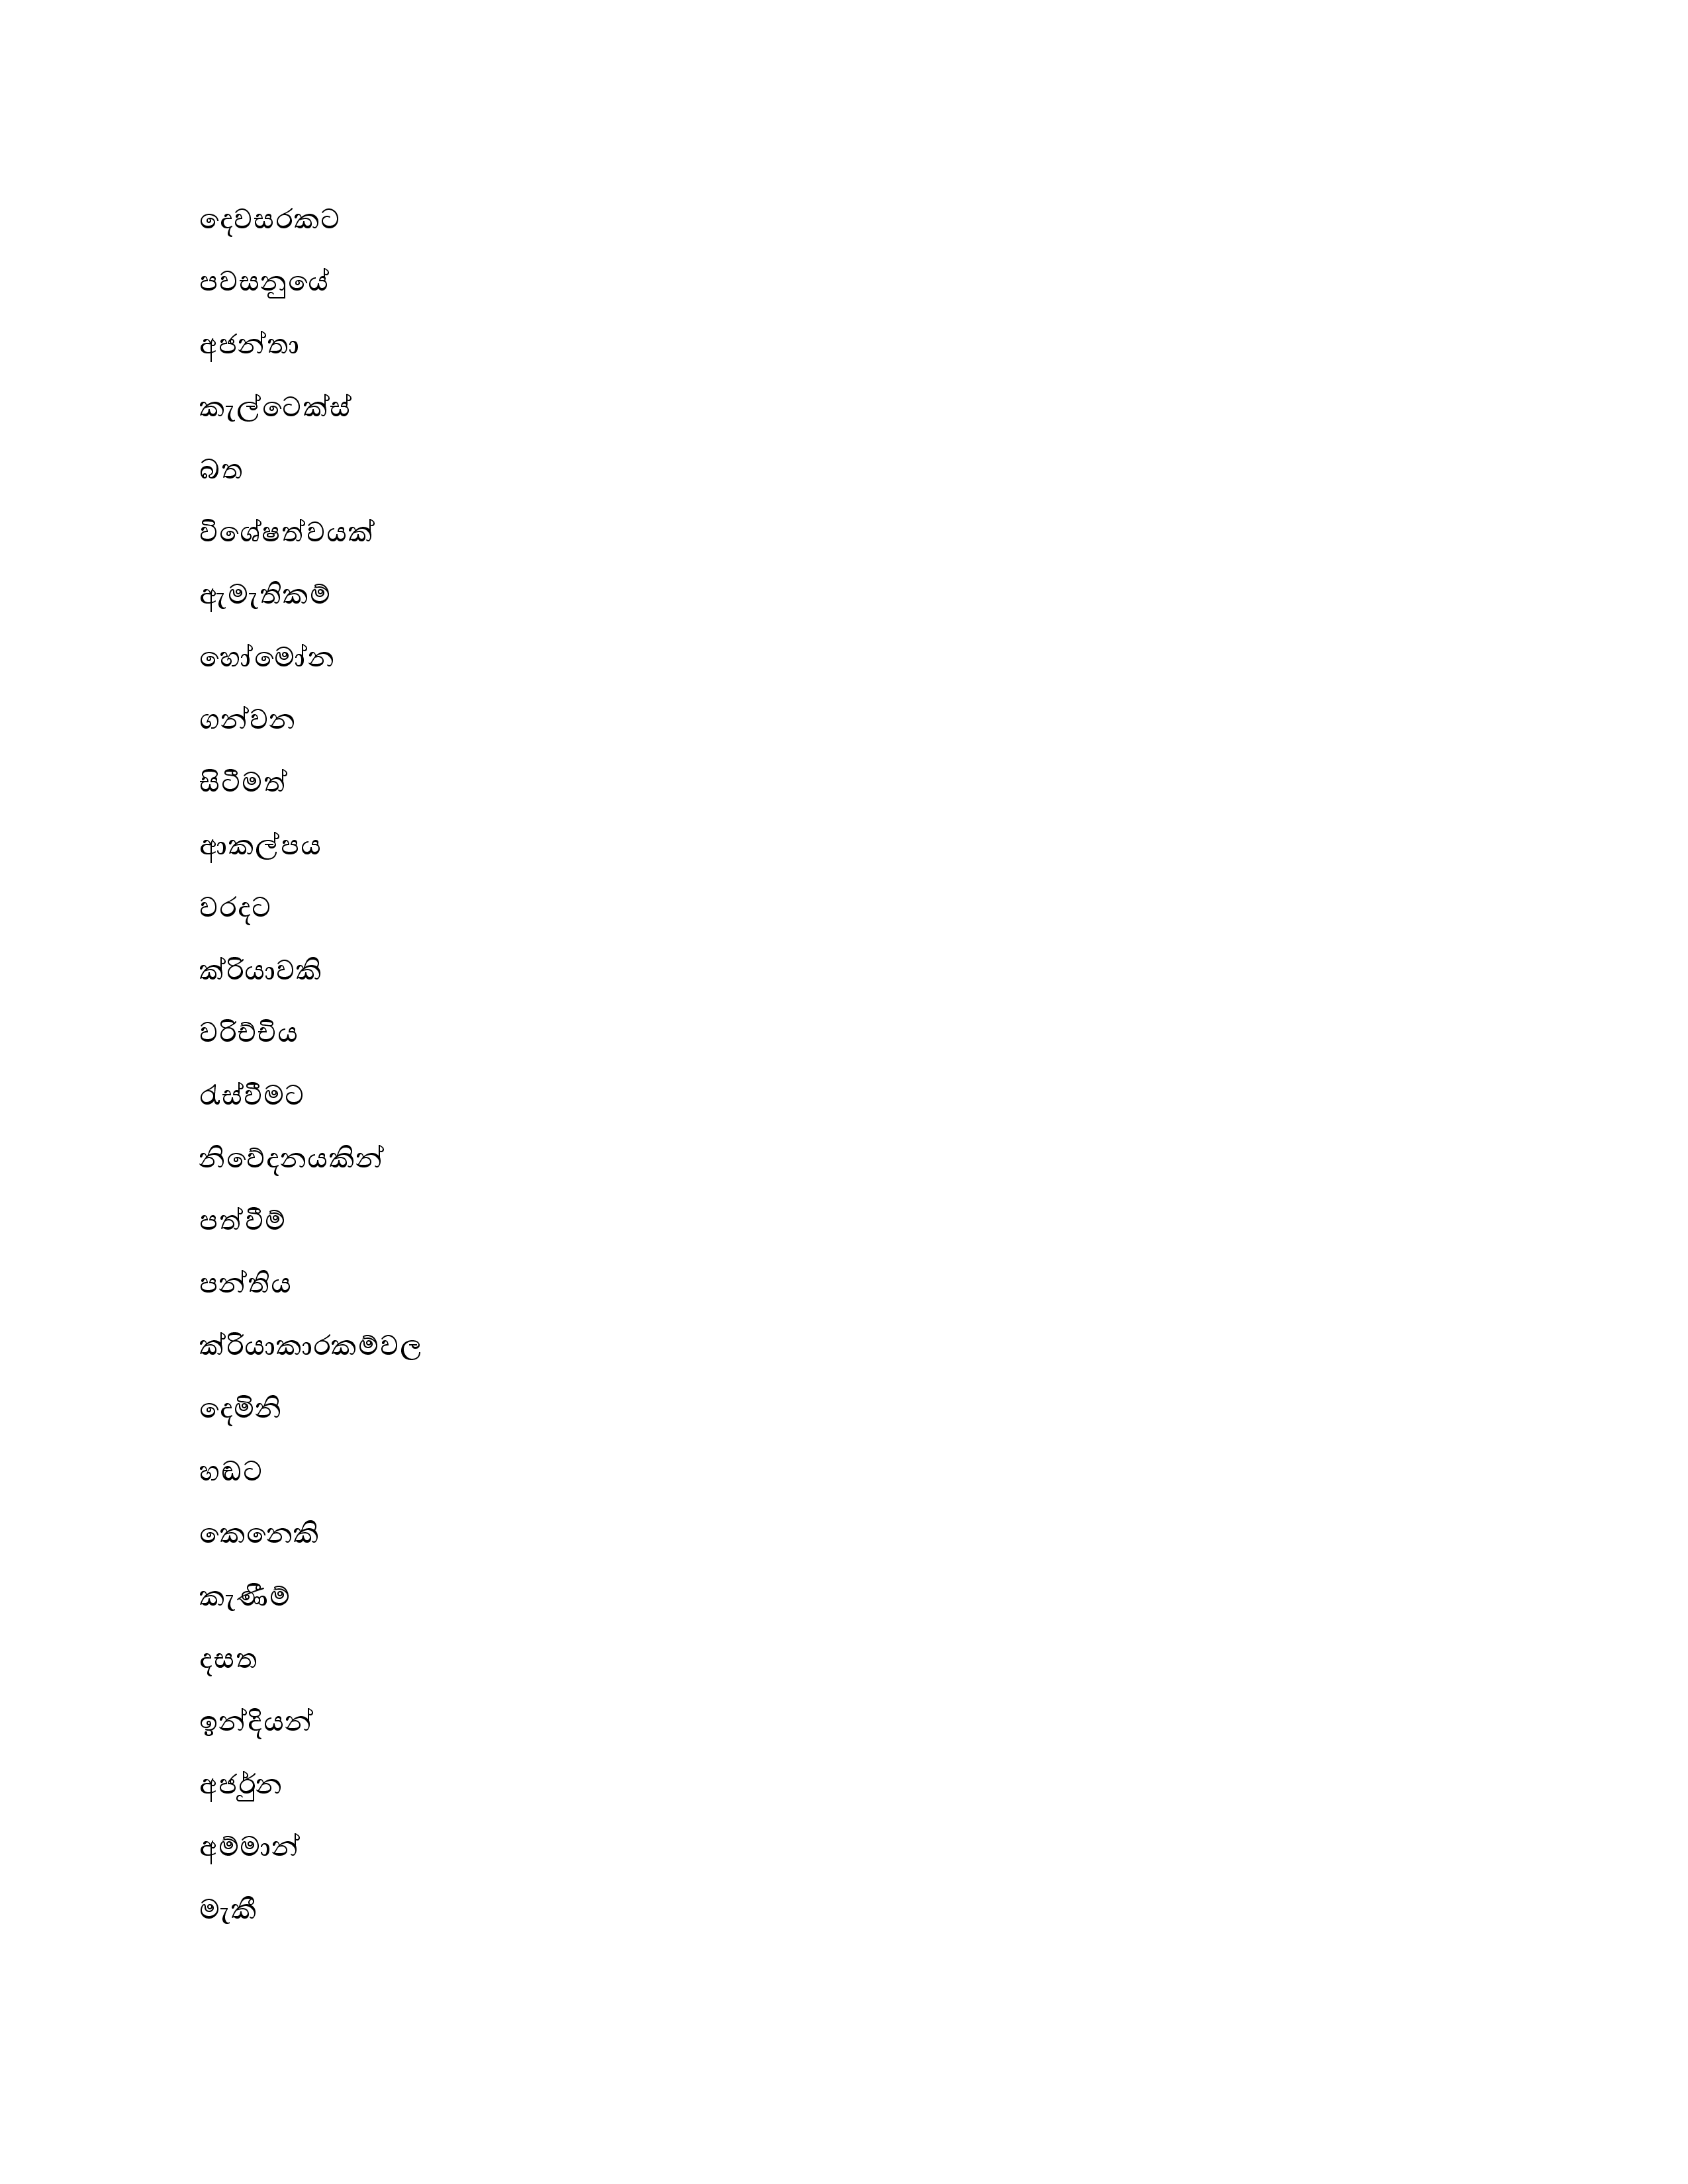 දෙවසරකට
පවසනුයේ
අජන්තා
කැල්ටෙක්ස්
බත
විශේෂත්වයක්
ඇමැතිකම්
හෝමෝන
ගන්වන
සිටීමත්
ආකල්පය
වරදට
ක්රියාවකි
වරිච්චිය
රැස්වීමට
නිවේදනයකින්
පත්වීම්
පන්තිය
ක්රියාකාරකම්වල
දෙමිනි
හඬට
කෙනෙකි
කැණීම්
දසත
ඉන්දියන්
අර්ජුන
අම්මාන්
මැකී